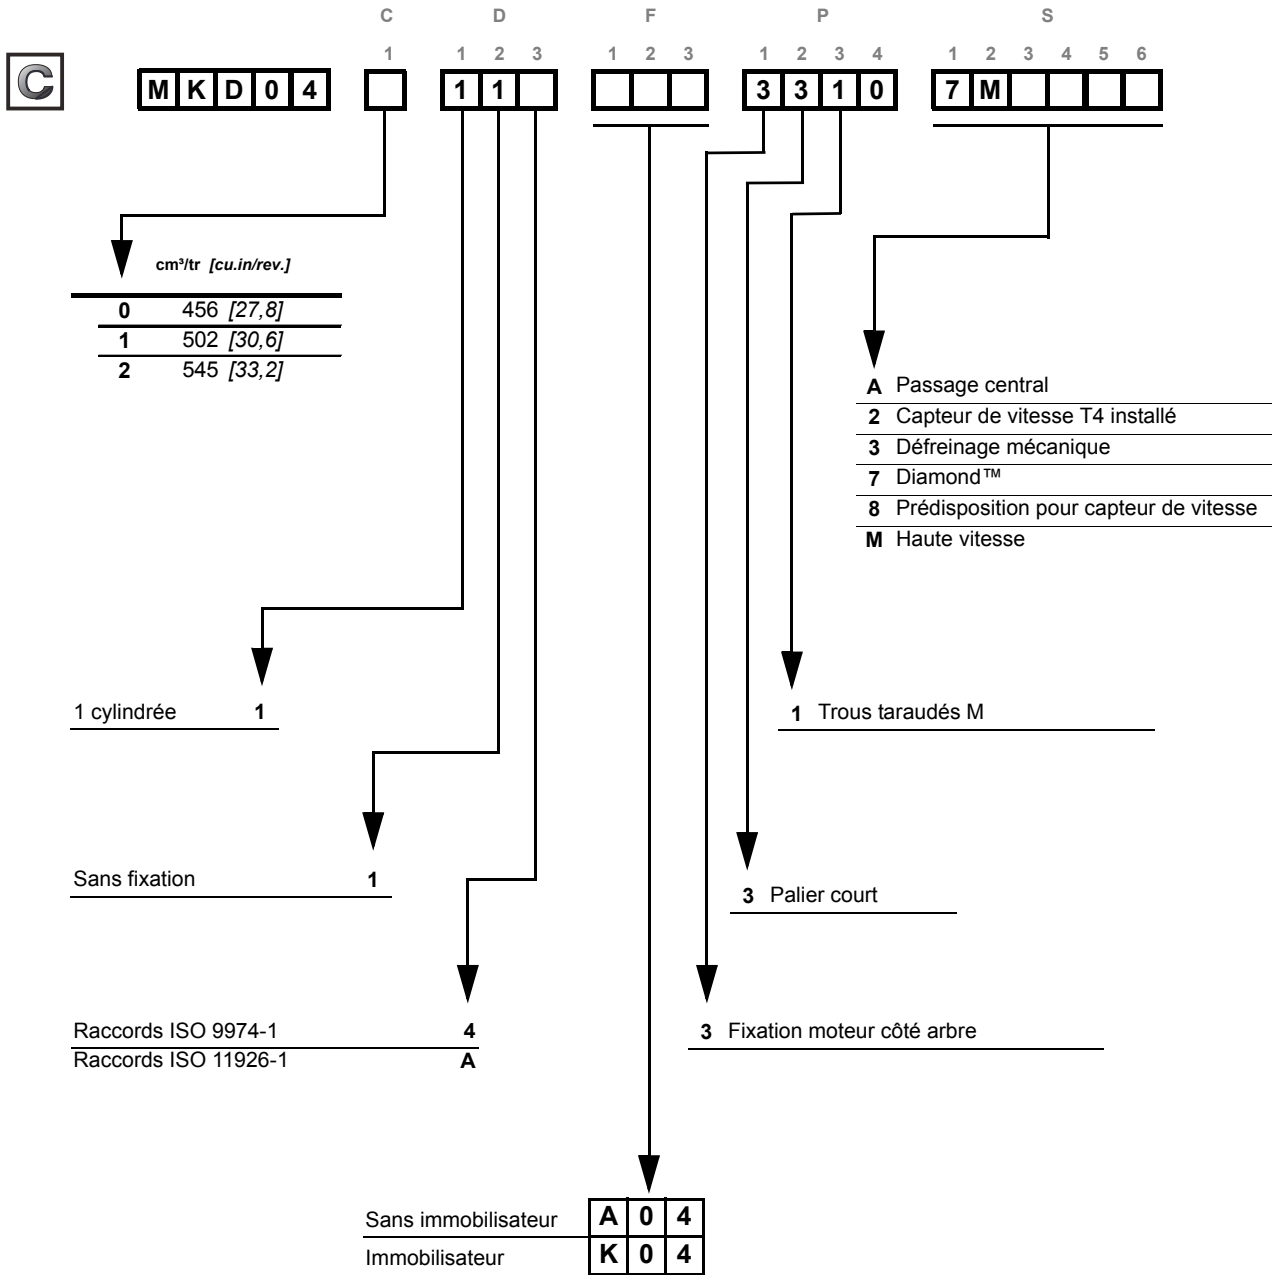 C D F P S
1 1 2 3 1 2 3 1 2 3 4 1 2 3 4 5 6
C M K D 0 4 1 1 3 3 1 0 7 M
cm³/tr [cu.in/rev.]
0 456 [27,8]
1 502 [30,6]
2 545 [33,2]
A Passage central
2 Capteur de vitesse T4 installé
3 Défreinage mécanique
7 Diamond™
8 Prédisposition pour capteur de vitesse
M Haute vitesse
1 cylindrée 1
1 Trous taraudés M
Sans fixation 1
3 Palier court
Raccords ISO 9974-1 4
3 Fixation moteur côté arbre
Raccords ISO 11926-1 A
Sans immobilisateur A 0 4
Immobilisateur K 0 4